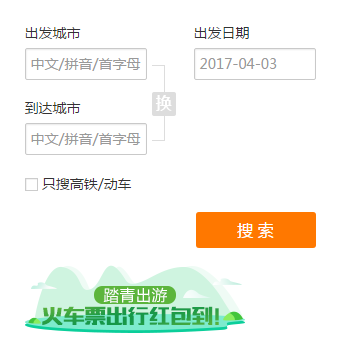 出发城市
出发日期
中文/拼音/首字母
2017-04-03
换
到达城市
中文/拼音/首字母
只搜高铁/动车
搜 索
踏青出游
火车票出行红包到!